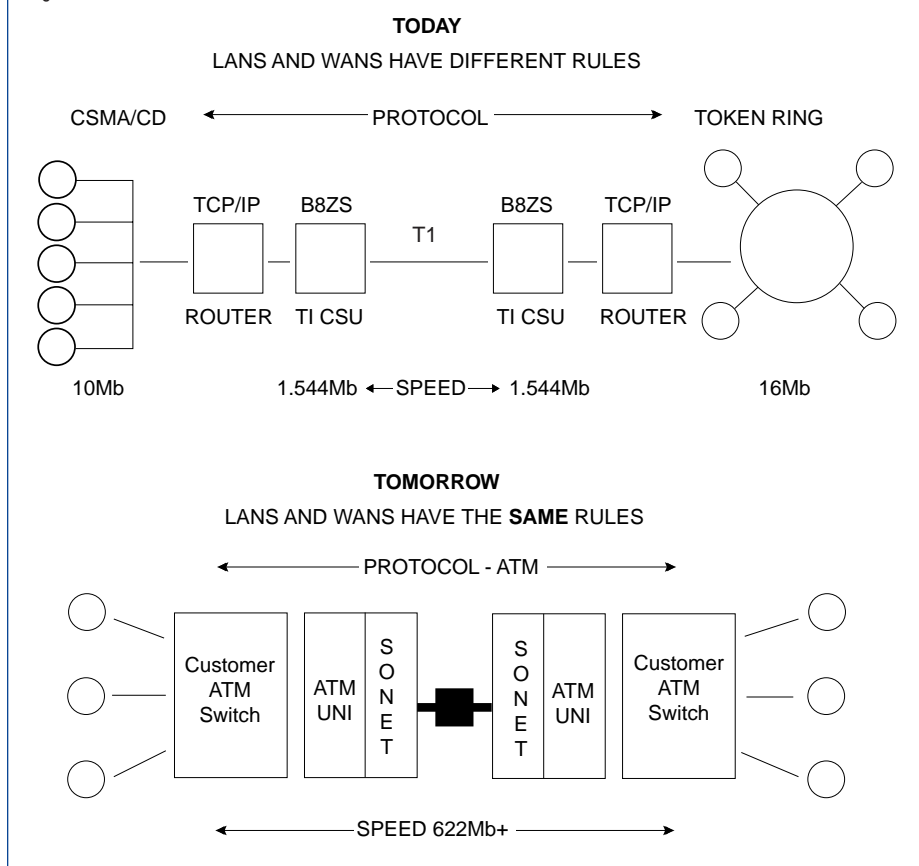 TODAY
LANS AND WANS HAVE DIFFERENT RULES
CSMA/CD PROTOCOL TOKEN RING
TCP/IP B8ZS T1 B8ZS TCP/IP
ROUTER TI CSU TI CSU ROUTER
10Mb 1.544Mb SPEED 1.544Mb 16Mb
TOMORROW
LANS AND WANS HAVE THE SAME RULES
PROTOCOL - ATM
Customer
ATM
Switch
ATM
UNI
SONET
SONET
ATM
UNI
Customer
ATM
Switch
SPEED 622Mb+